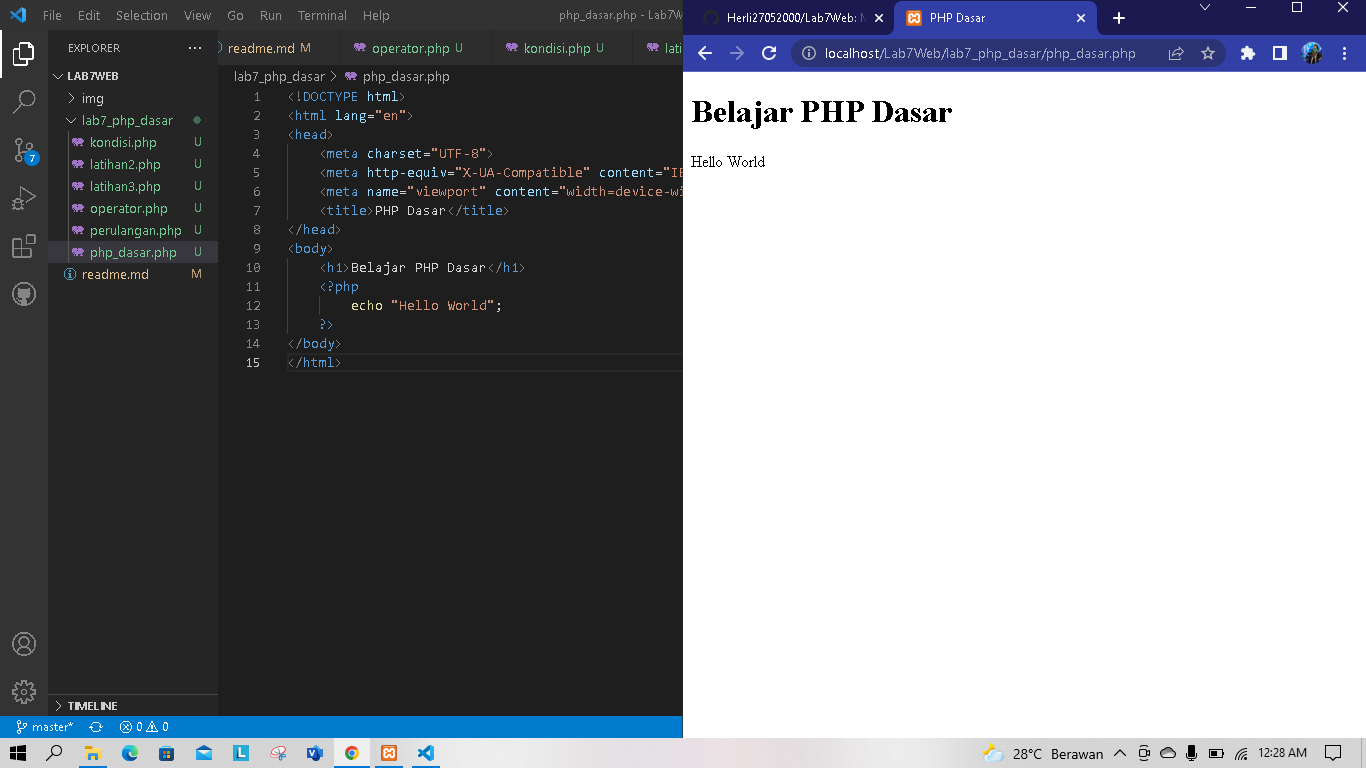 File Edit Selection View Go Run Terminal Help php_dasar.php - Lab7W
EXPLORER
LAB7WEB
img
lab7_php_dasar
kondisi.php U
latihan2.php U
latihan3.php U
operator.php U
perulangan.php U
php_dasar.php U
readme.md M
TIMELINE
7
readme.md M operator.php U kondisi.php U lati
lab7_php_dasar > php_dasar.php
1 <!DOCTYPE html>
2 <html lang="en">
3 <head>
4 <meta charset="UTF-8">
5 <meta http-equiv="X-UA-Compatible" content="IE
6 <meta name="viewport" content="width=device-wi
7 <title>PHP Dasar</title>
8 </head>
9 <body>
10 <h1>Belajar PHP Dasar</h1>
11 <?php
12 echo "Hello World";
13 ?>
14 </body>
15 </html>
master* 0 0
Herli27052000/Lab7Web: PHP Dasar
localhost/Lab7Web/lab7_php_dasar/php_dasar.php
Belajar PHP Dasar
Hello World
L V
28°C Berawan 12:28 AM